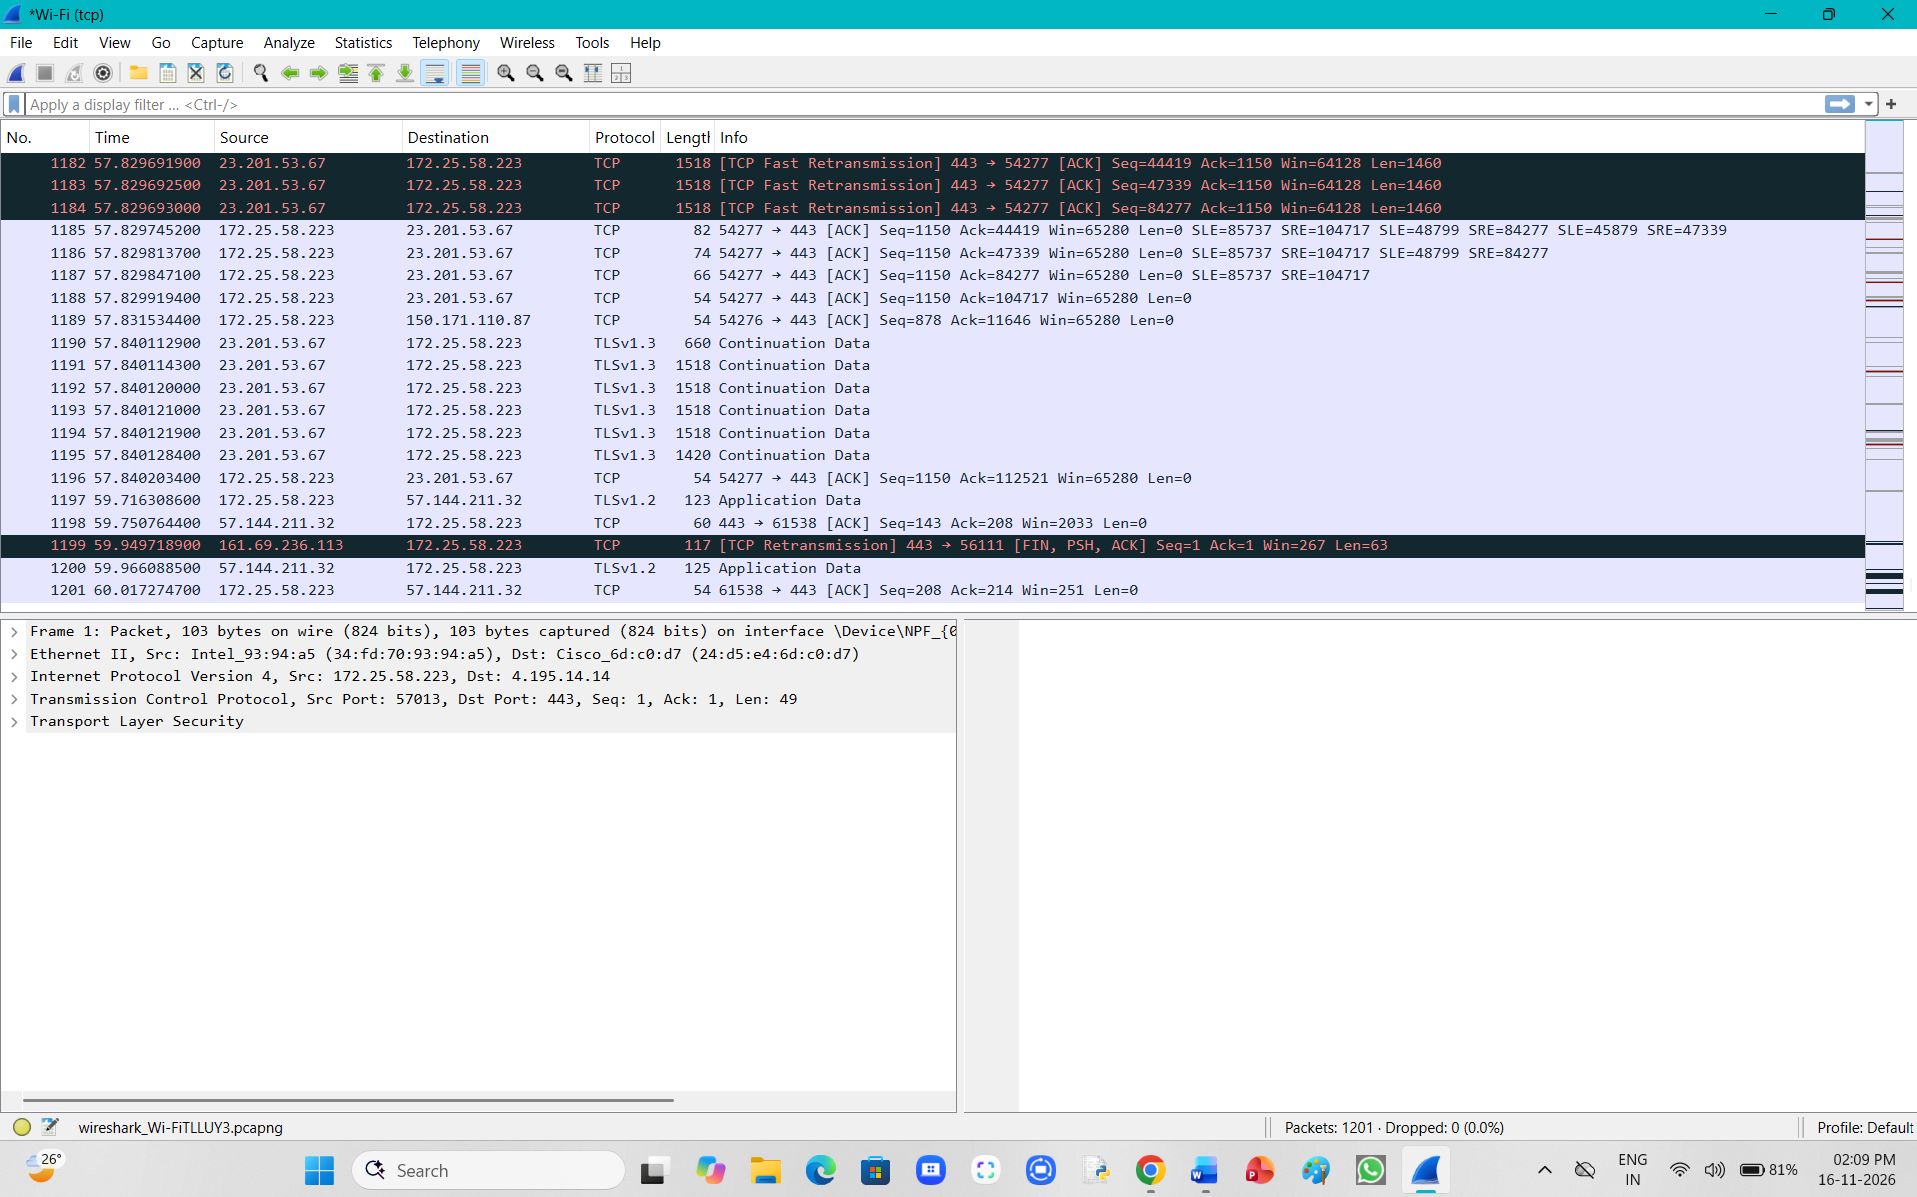 *Wi-Fi (tcp)
File Edit View Go Capture Analyze Statistics Telephony Wireless Tools Help
Apply a display filter ... <Ctrl-/>
No. Time Source Destination Protocol Length Info
1182 57.829691900 23.201.53.67 172.25.58.223 TCP 1518 [TCP Fast Retransmission] 443 → 54277 [ACK] Seq=44419 Ack=1150 Win=64128 Len=1460
1183 57.829692500 23.201.53.67 172.25.58.223 TCP 1518 [TCP Fast Retransmission] 443 → 54277 [ACK] Seq=47339 Ack=1150 Win=64128 Len=1460
1184 57.829693000 23.201.53.67 172.25.58.223 TCP 1518 [TCP Fast Retransmission] 443 → 54277 [ACK] Seq=84277 Ack=1150 Win=64128 Len=1460
1185 57.829745200 172.25.58.223 23.201.53.67 TCP 82 54277 → 443 [ACK] Seq=1150 Ack=44419 Win=65280 Len=0 SLE=85737 SRE=104717 SLE=48799 SRE=84277 SLE=45879 SRE=47339
1186 57.829813700 172.25.58.223 23.201.53.67 TCP 74 54277 → 443 [ACK] Seq=1150 Ack=47339 Win=65280 Len=0 SLE=85737 SRE=104717 SLE=48799 SRE=84277
1187 57.829847100 172.25.58.223 23.201.53.67 TCP 66 54277 → 443 [ACK] Seq=1150 Ack=84277 Win=65280 Len=0 SLE=85737 SRE=104717
1188 57.829919400 172.25.58.223 23.201.53.67 TCP 54 54277 → 443 [ACK] Seq=1150 Ack=104717 Win=65280 Len=0
1189 57.831534400 172.25.58.223 150.171.110.87 TCP 54 54276 → 443 [ACK] Seq=878 Ack=11646 Win=65280 Len=0
1190 57.840112900 23.201.53.67 172.25.58.223 TLSv1.3 660 Continuation Data
1191 57.840114300 23.201.53.67 172.25.58.223 TLSv1.3 1518 Continuation Data
1192 57.840120000 23.201.53.67 172.25.58.223 TLSv1.3 1518 Continuation Data
1193 57.840121000 23.201.53.67 172.25.58.223 TLSv1.3 1518 Continuation Data
1194 57.840121900 23.201.53.67 172.25.58.223 TLSv1.3 1518 Continuation Data
1195 57.840128400 23.201.53.67 172.25.58.223 TLSv1.3 1420 Continuation Data
1196 57.840203400 172.25.58.223 23.201.53.67 TCP 54 54277 → 443 [ACK] Seq=1150 Ack=112521 Win=65280 Len=0
1197 59.716308600 172.25.58.223 57.144.211.32 TLSv1.2 123 Application Data
1198 59.750764400 57.144.211.32 172.25.58.223 TCP 60 443 → 61538 [ACK] Seq=143 Ack=208 Win=2033 Len=0
1199 59.949718900 161.69.236.113 172.25.58.223 TCP 117 [TCP Retransmission] 443 → 56111 [FIN, PSH, ACK] Seq=1 Ack=1 Win=267 Len=63
1200 59.966088500 57.144.211.32 172.25.58.223 TLSv1.2 125 Application Data
1201 60.017274700 172.25.58.223 57.144.211.32 TCP 54 61538 → 443 [ACK] Seq=208 Ack=214 Win=251 Len=0
Frame 1: Packet, 103 bytes on wire (824 bits), 103 bytes captured (824 bits) on interface \Device\NPF_{0
Ethernet II, Src: Intel_93:94:a5 (34:fd:70:93:94:a5), Dst: Cisco_6d:c0:d7 (24:d5:e4:6d:c0:d7)
Internet Protocol Version 4, Src: 172.25.58.223, Dst: 4.195.14.14
Transmission Control Protocol, Src Port: 57013, Dst Port: 443, Seq: 1, Ack: 1, Len: 49
Transport Layer Security
wireshark_Wi-FiTLLUY3.pcapng Packets: 1201 · Dropped: 0 (0.0%) Profile: Default
26° Search ENG 81% 02:09 PM
IN 16-11-2026